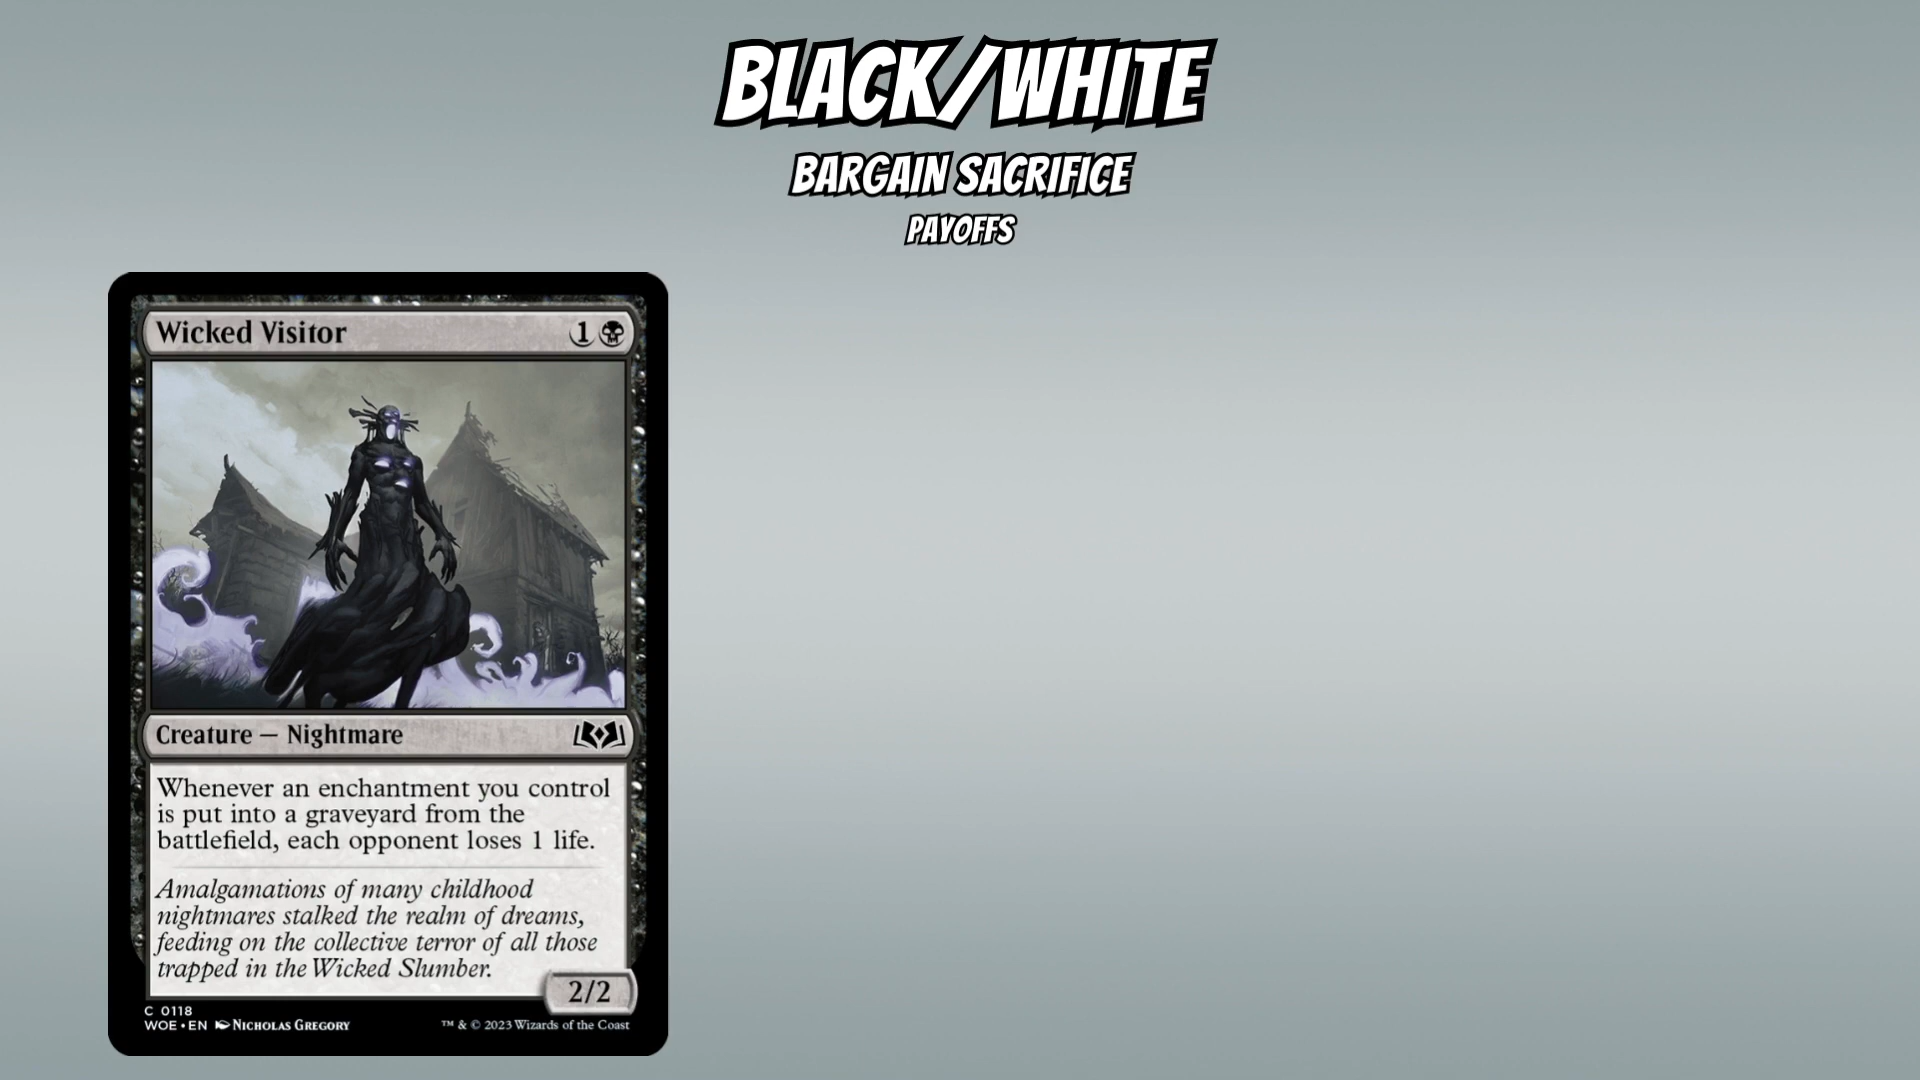 BLACK/WHITE
BARGAIN SACRIFICE
PAYOFFS
Wicked Visitor 1
Creature — Nightmare
Whenever an enchantment you control
is put into a graveyard from the
battlefield, each opponent loses 1 life.
Amalgamations of many childhood
nightmares stalked the realm of dreams,
feeding on the collective terror of all those
trapped in the Wicked Slumber.
2/2
C 0118
WOE • EN NICHOLAS GREGORY ™ & © 2023 Wizards of the Coast